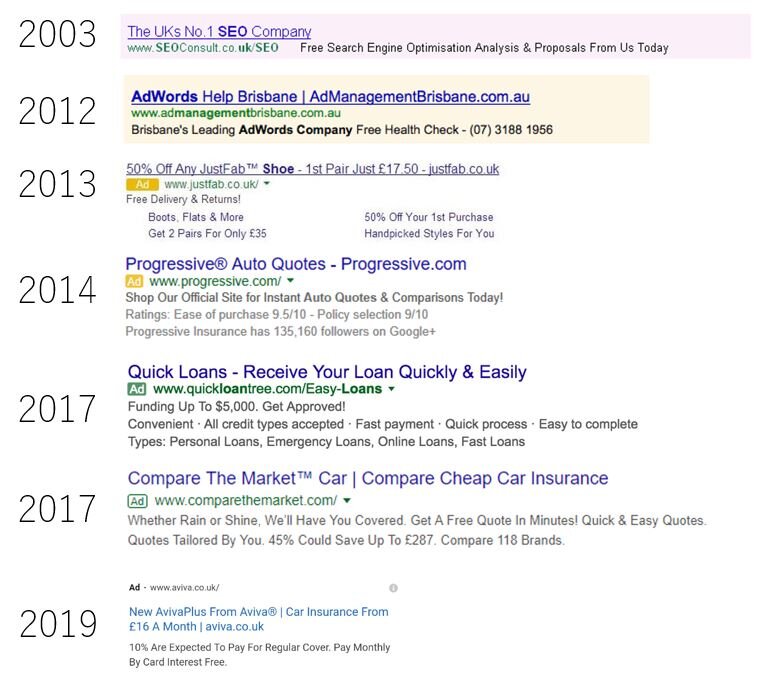 2003
The UKs No.1 SEO Company
www.SEOConsult.co.uk/SEO Free Search Engine Optimisation Analysis & Proposals From Us Today
2012
AdWords Help Brisbane | AdManagementBrisbane.com.au
www.admanagementbrisbane.com.au
Brisbane's Leading AdWords Company Free Health Check - (07) 3188 1956
2013
50% Off Any JustFab™ Shoe - 1st Pair Just £17.50 - justfab.co.uk
Ad www.justfab.co.uk/
Free Delivery & Returns!
Boots, Flats & More 50% Off Your 1st Purchase
Get 2 Pairs For Only £35 Handpicked Styles For You
2014
Progressive® Auto Quotes - Progressive.com
Ad www.progressive.com/
Shop Our Official Site for Instant Auto Quotes & Comparisons Today!
Ratings: Ease of purchase 9.5/10 - Policy selection 9/10
Progressive Insurance has 135,160 followers on Google+
2017
Quick Loans - Receive Your Loan Quickly & Easily
Ad www.quickloantree.com/Easy-Loans
Funding Up To $5,000. Get Approved!
Convenient · All credit types accepted · Fast payment · Quick process · Easy to complete
Types: Personal Loans, Emergency Loans, Online Loans, Fast Loans
2017
Compare The Market™ Car | Compare Cheap Car Insurance
Ad www.comparethemarket.com/
Whether Rain or Shine, We'll Have You Covered. Get A Free Quote In Minutes! Quick & Easy Quotes.
Quotes Tailored By You. 45% Could Save Up To £287. Compare 118 Brands.
2019
Ad · www.aviva.co.uk/
New AvivaPlus From Aviva® | Car Insurance From
£16 A Month | aviva.co.uk
10% Are Expected To Pay For Regular Cover. Pay Monthly
By Card Interest Free.